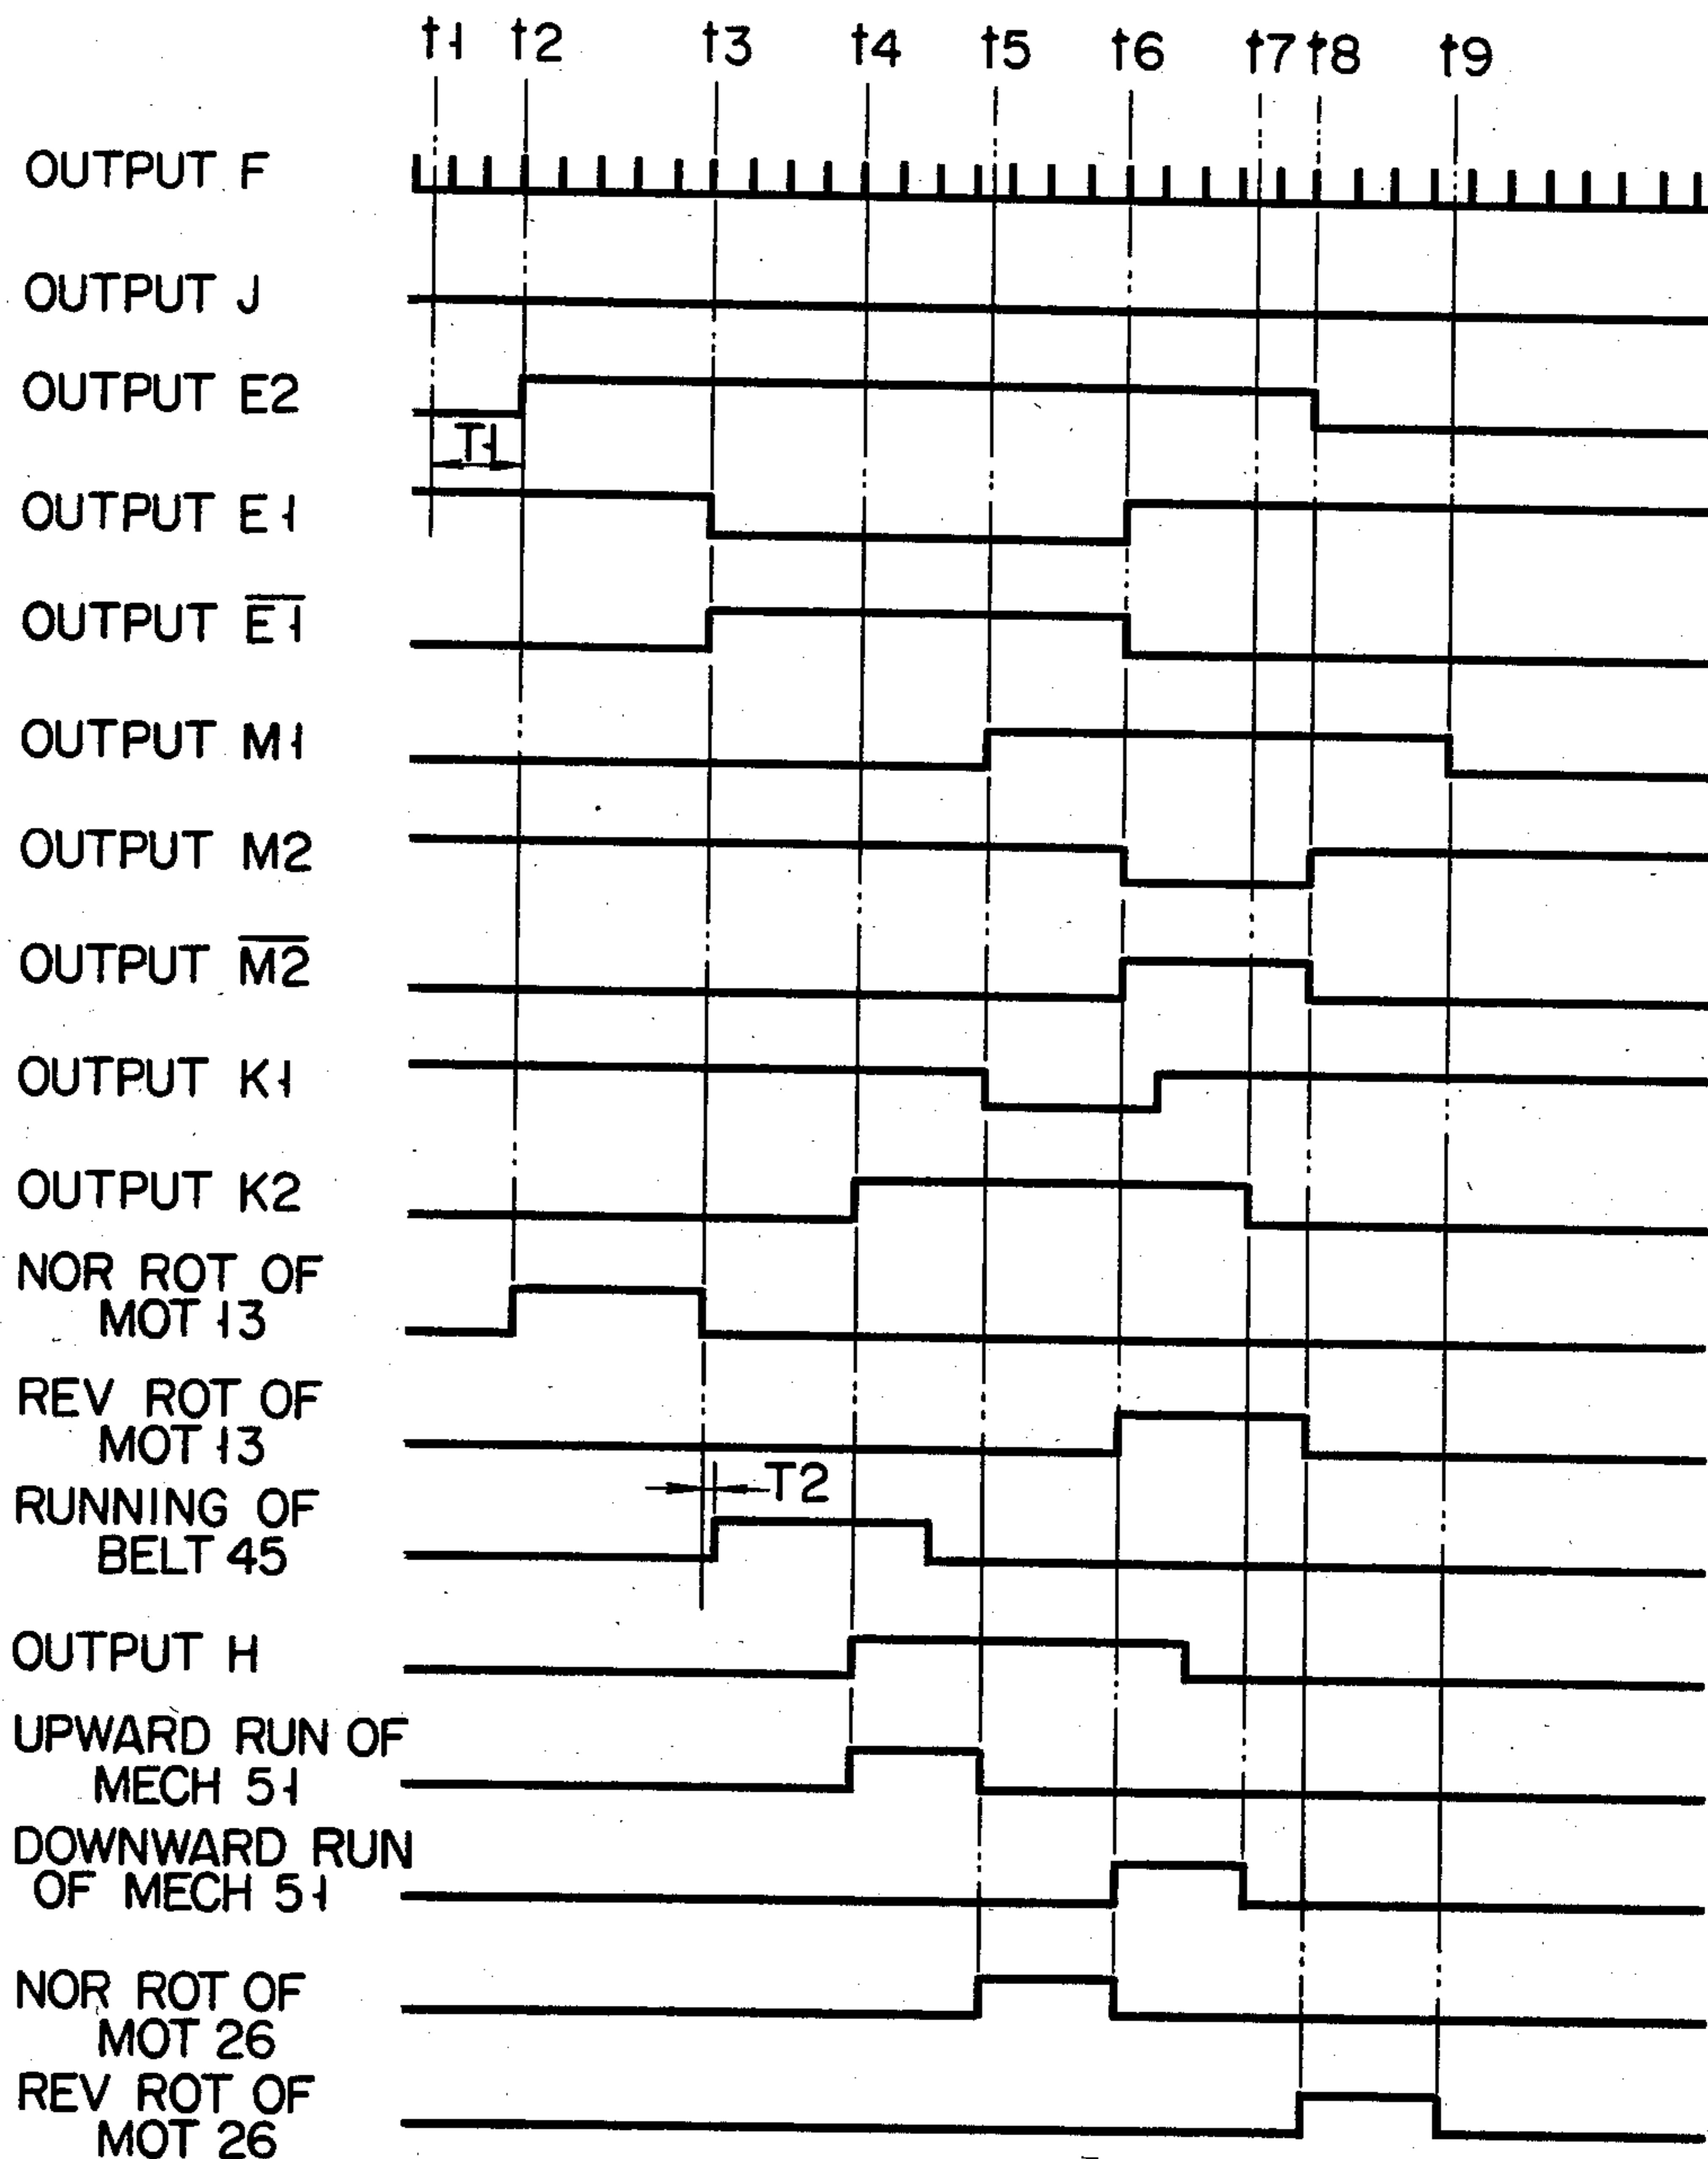 t1 t2 t3 t4 t5 t6 t7 t8 t9
OUTPUT F
OUTPUT J
OUTPUT E2
T1
OUTPUT E1
OUTPUT E̅1̅
OUTPUT M1
OUTPUT M2
OUTPUT M̅2̅
OUTPUT K1
OUTPUT K2
NOR ROT OF
MOT 13
REV ROT OF
MOT 13
T2
RUNNING OF
BELT 45
OUTPUT H
UPWARD RUN OF
MECH 51
DOWNWARD RUN
OF MECH 51
NOR ROT OF
MOT 26
REV ROT OF
MOT 26